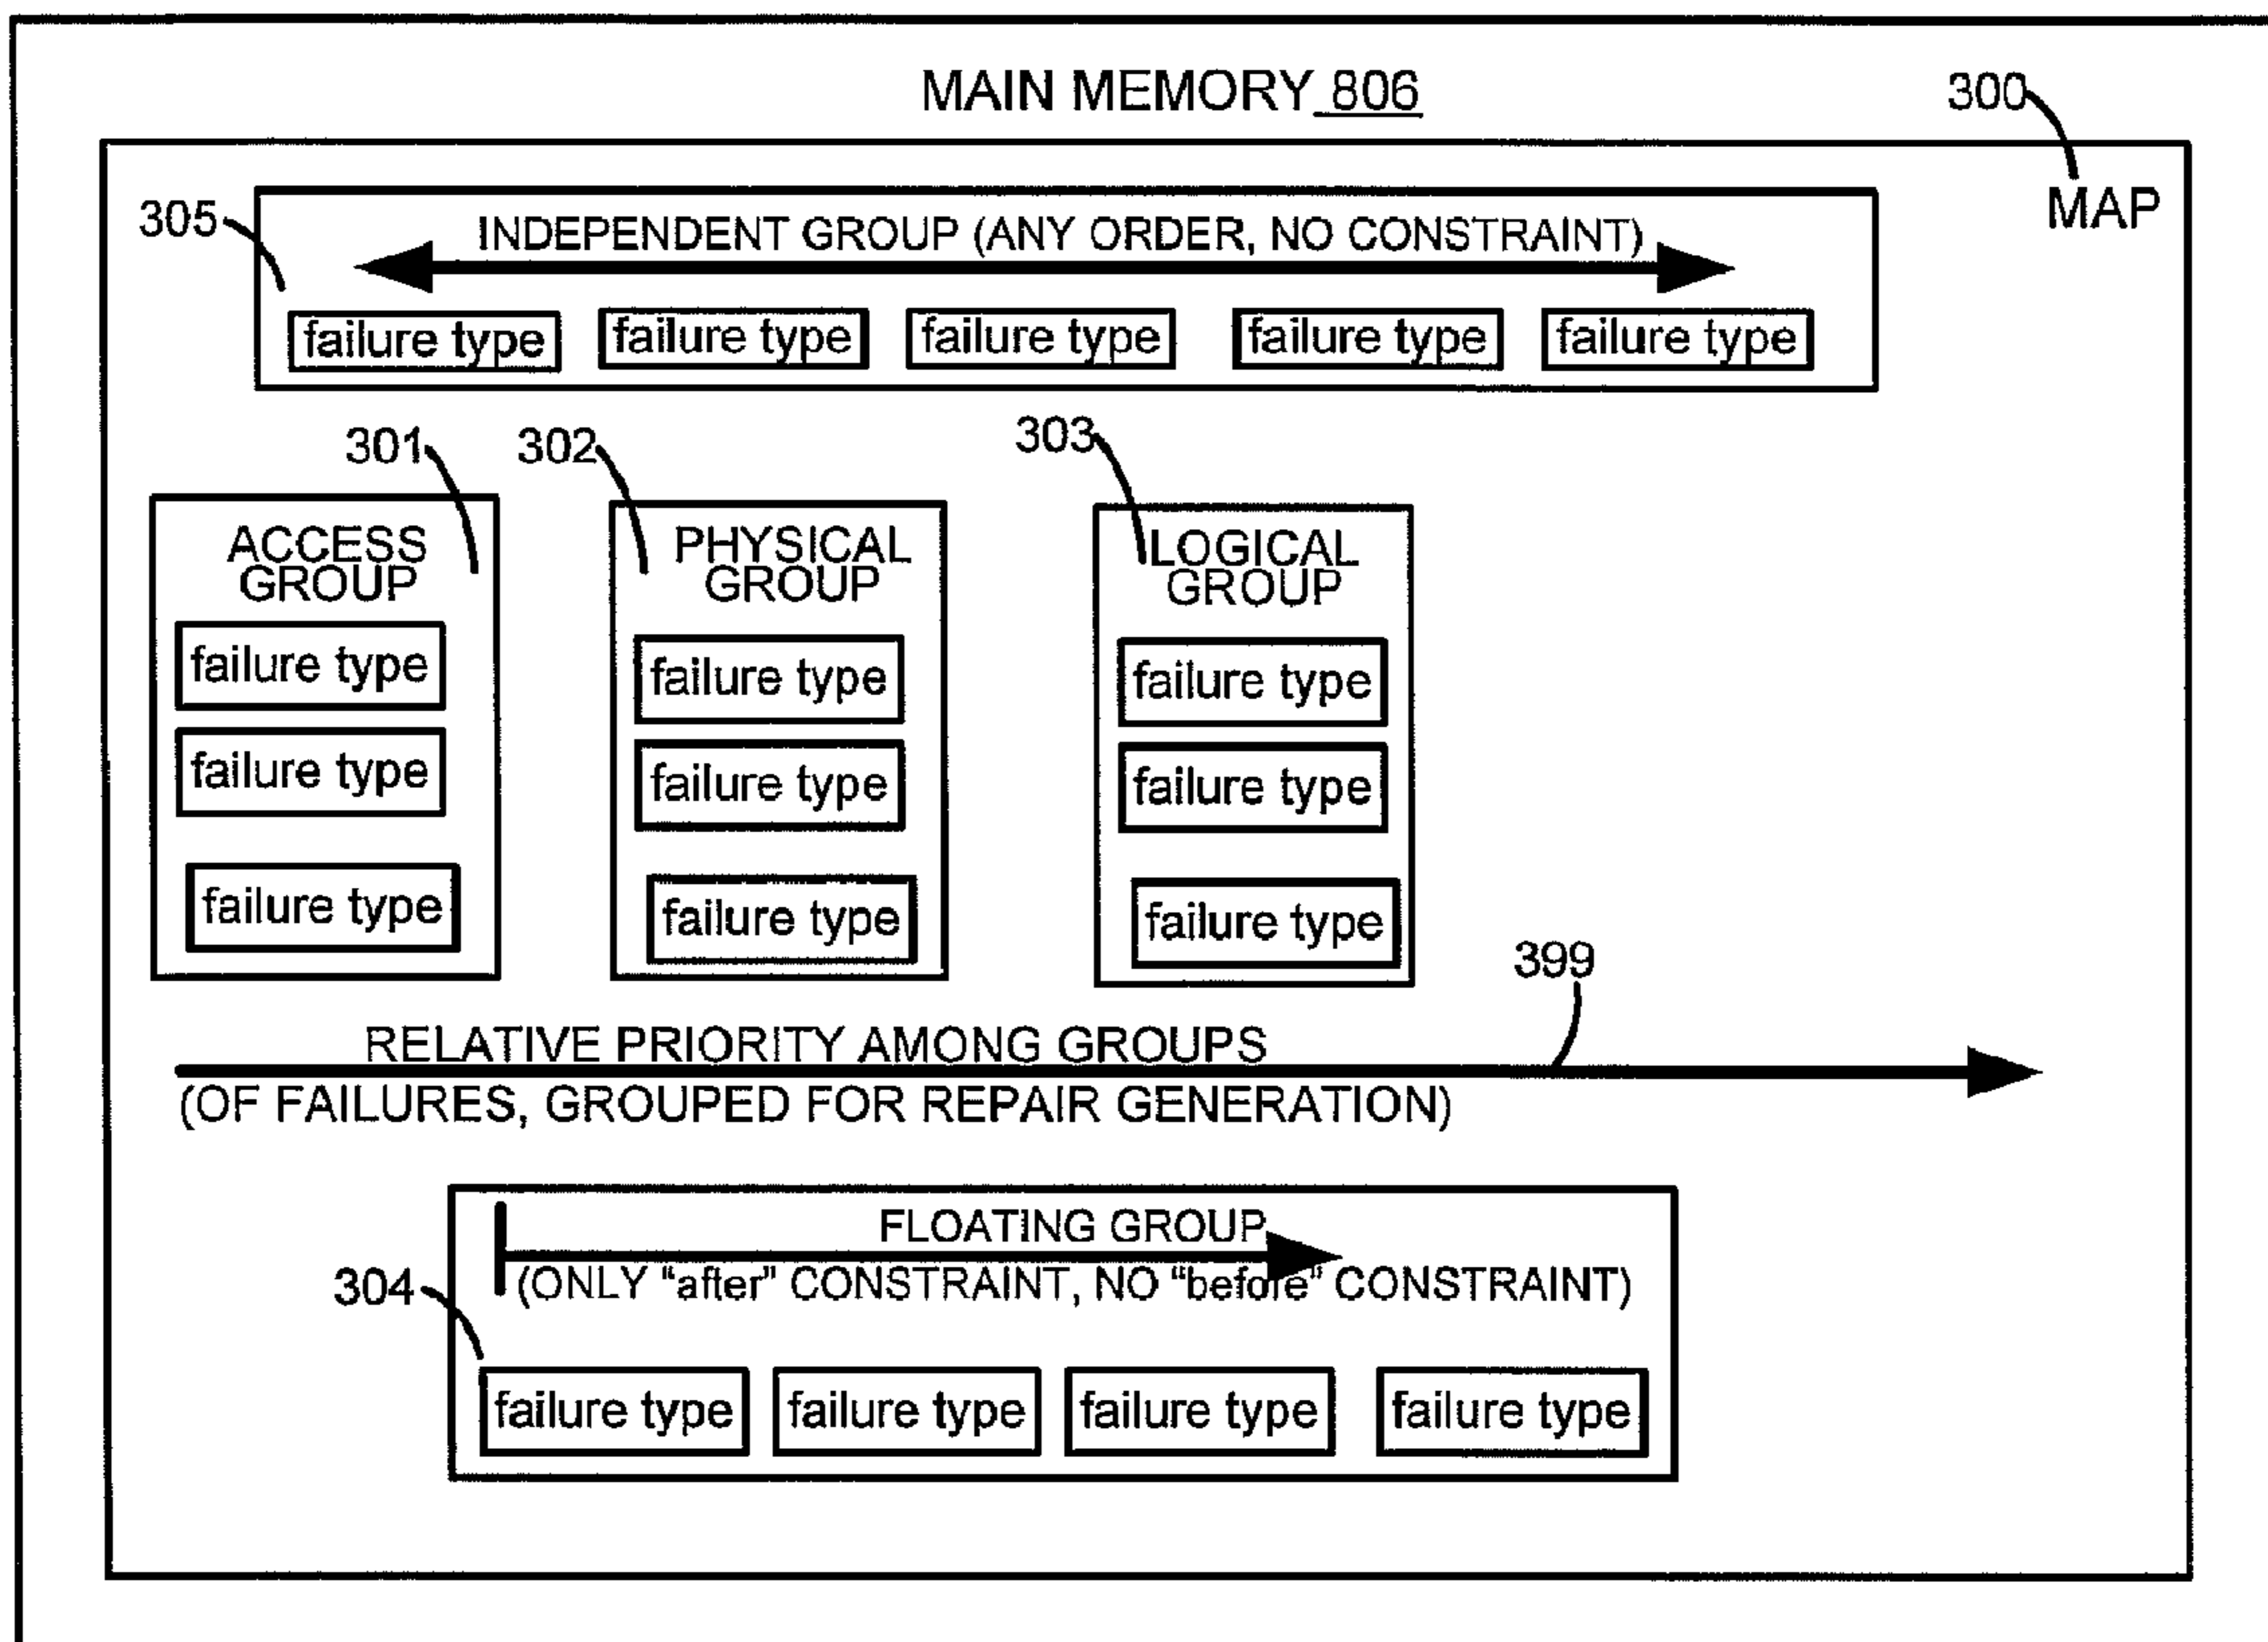 MAIN MEMORY 806
300
MAP
305
INDEPENDENT GROUP (ANY ORDER, NO CONSTRAINT)
failure type failure type failure type failure type failure type
301 302 303
ACCESS GROUP
failure type
failure type
failure type
PHYSICAL GROUP
failure type
failure type
failure type
LOGICAL GROUP
failure type
failure type
failure type
399
RELATIVE PRIORITY AMONG GROUPS
(OF FAILURES, GROUPED FOR REPAIR GENERATION)
FLOATING GROUP
304
(ONLY “after” CONSTRAINT, NO “before” CONSTRAINT)
failure type failure type failure type failure type